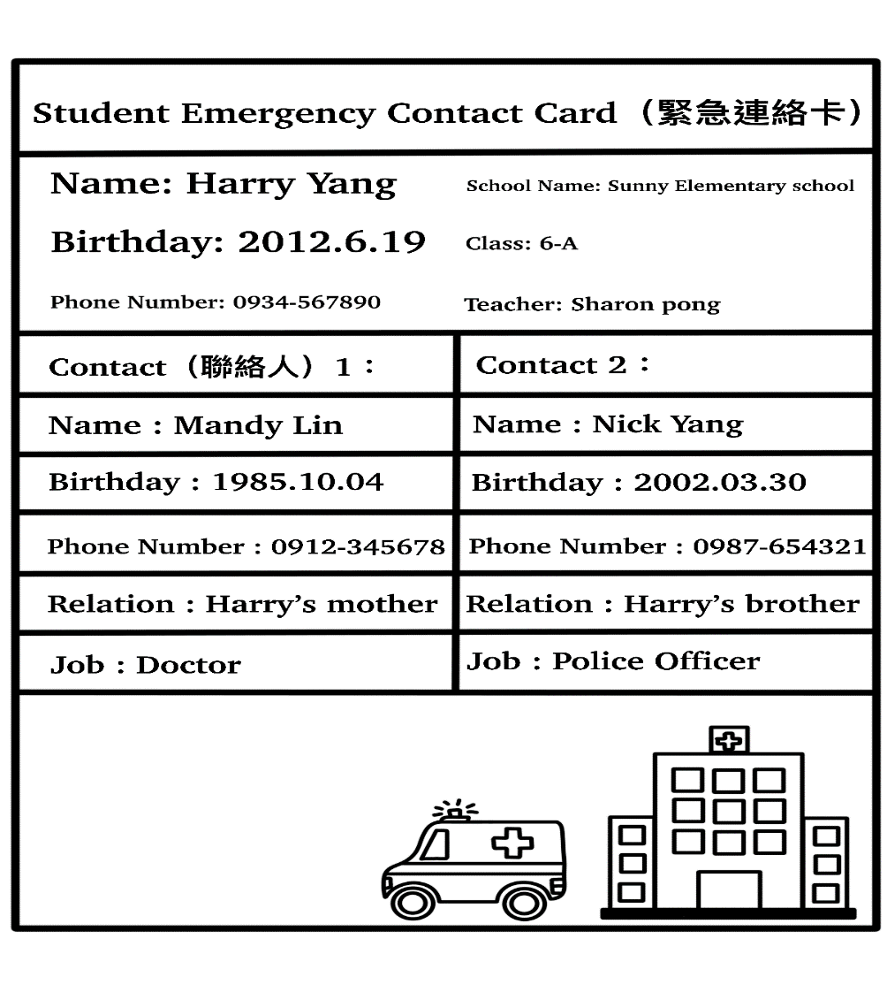 Student Emergency Contact Card（緊急連絡卡）
Name: Harry Yang
School Name: Sunny Elementary school
Birthday: 2012.6.19
Class: 6-A
Phone Number: 0934-567890
Teacher: Sharon pong
Contact（聯絡人）1：
Contact 2：
Name : Mandy Lin
Name : Nick Yang
Birthday : 1985.10.04
Birthday : 2002.03.30
Phone Number : 0912-345678
Phone Number : 0987-654321
Relation : Harry’s mother
Relation : Harry’s brother
Job : Doctor
Job : Police Officer